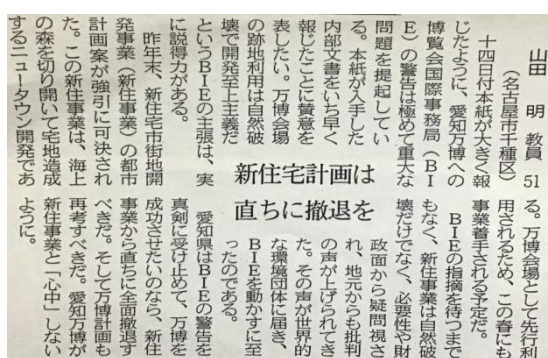 新住宅計画は
直ちに撤退を
山田 明 教員 51
(名古屋市千種区)
十四日付本紙が大きく報
じたように、愛知万博への
博覧会国際事務局(BI
E)の警告は極めて重大な
問題を提起してい
る。本紙が入手した
内部文書をいち早く
報じたことに賛意を
表したい。万博会場
の跡地利用は自然破
壊で開発至上主義だ
というBIEの主張は、実
に説得力がある。
昨年末、新住宅市街地開
発事業(新住事業)の都市
計画案が強引に可決され
た。この新住事業は、海上
の森を切り開いて宅地造成
するニュータウン開発であ
る。万博会場として先行利
用されるため、この春にも
事業着手される予定だ。
BIEの指摘を待つまで
もなく、新住事業は自然破
壊だけでなく、必要性や財
政面から疑問視さ
れ、地元からも批判
の声が上げられてき
た。その声が世界的
な環境団体に届き、
BIEを動かすに至
ったのである。
愛知県はBIEの警告を
真剣に受け止めて、万博を
成功させたいのなら、新住
事業から直ちに全面撤退す
べきだ。そして万博計画も
再考すべきだ。愛知万博が
新住事業と「心中」しない
ように。